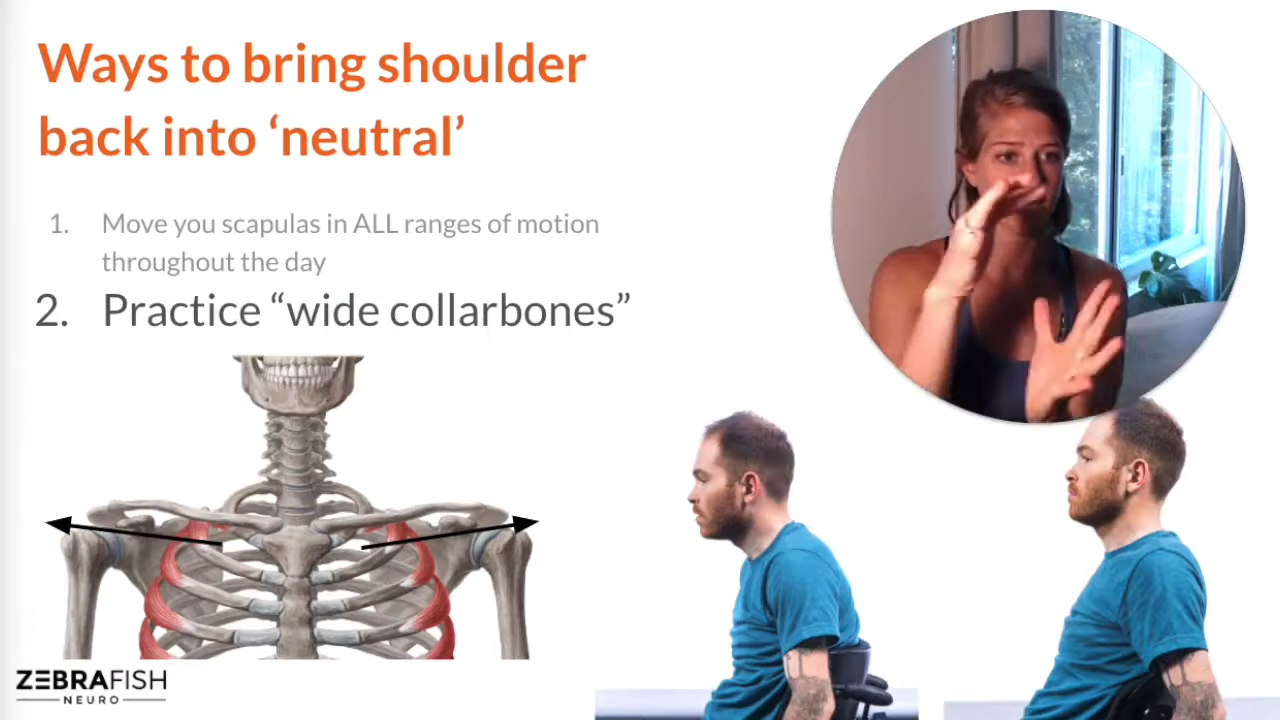 Ways to bring shoulder
back into ‘neutral’
1. Move you scapulas in ALL ranges of motion
throughout the day
2. Practice “wide collarbones”
ZEBRAFISH
NEURO